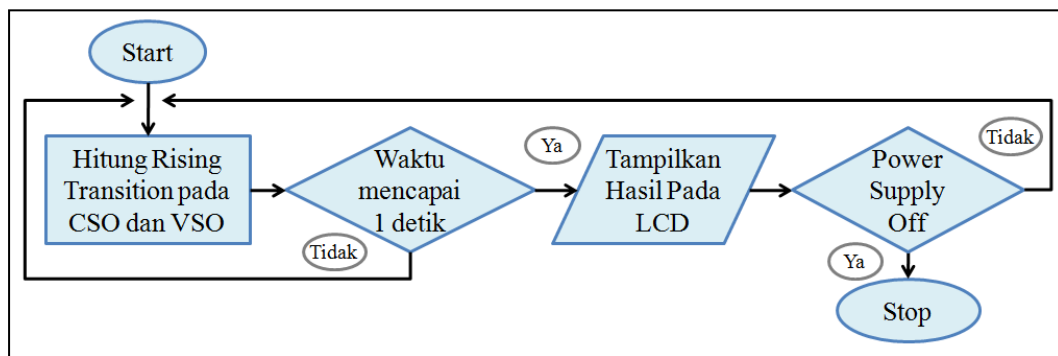 Start
Hitung Rising
Transition pada
CSO dan VSO
Waktu
mencapai
1 detik
Tidak
Ya
Tampilkan
Hasil Pada
LCD
Power
Supply
Off
Tidak
Ya
Stop